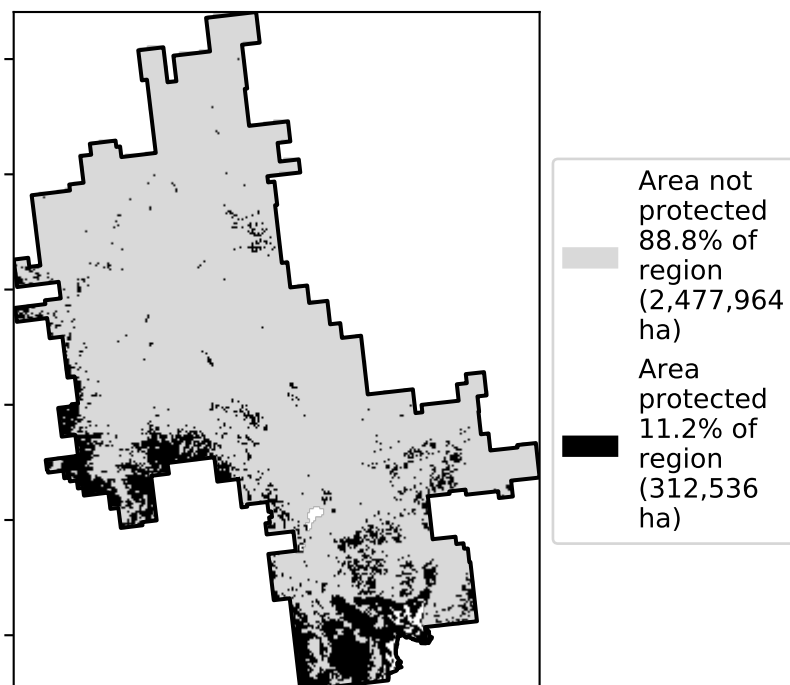 Area not
protected
88.8% of
region
(2,477,964
ha)
Area
protected
11.2% of
region
(312,536
ha)